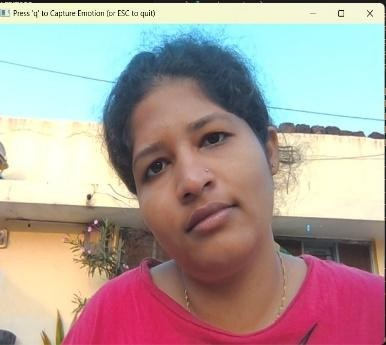 Press 'q' to Capture Emotion (or ESC to quit)